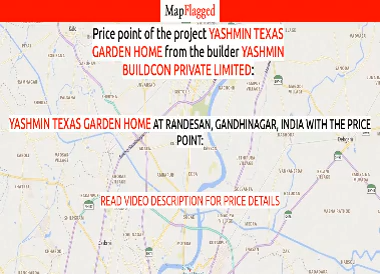 MapFlagged
Price point of the project YASHMIN TEXAS
GARDEN HOME from the builder YASHMIN
BUILDCON PRIVATE LIMITED:
YASHMIN TEXAS GARDEN HOME AT RANDESAN, GANDHINAGAR, INDIA WITH THE PRICE
POINT:
READ VIDEO DESCRIPTION FOR PRICE DETAILS